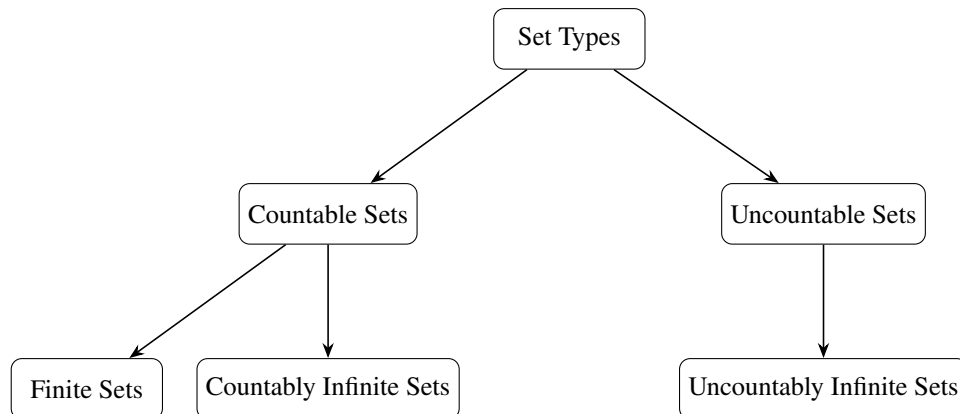 Set Types
Countable Sets
Uncountable Sets
Finite Sets
Countably Infinite Sets
Uncountably Infinite Sets